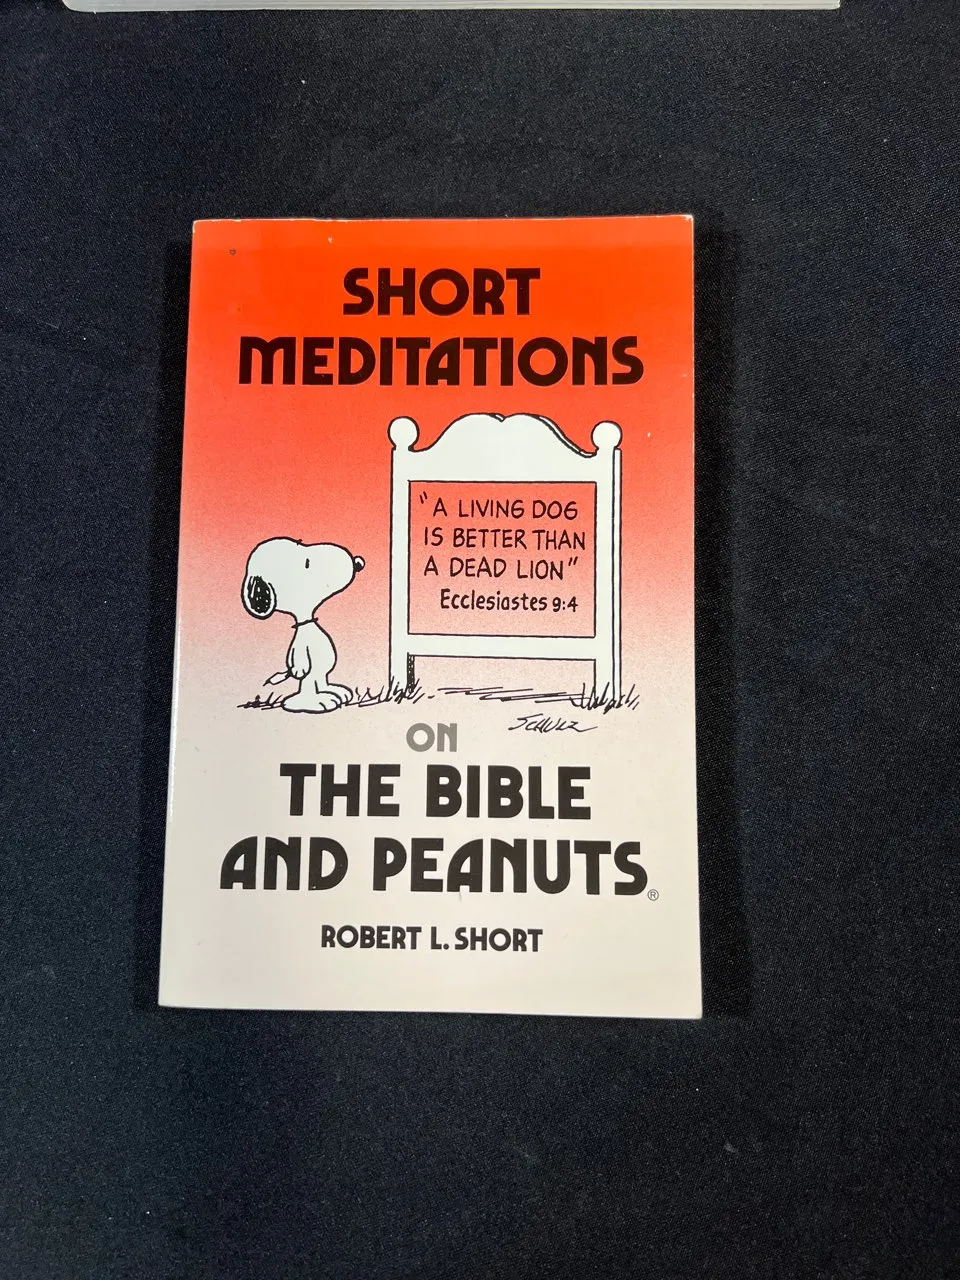 SHORT
MEDITATIONS
"A LIVING DOG
IS BETTER THAN
A DEAD LION"
Ecclesiastes 9:4
SCHULZ
ON
THE BIBLE
AND PEANUTS®
ROBERT L. SHORT